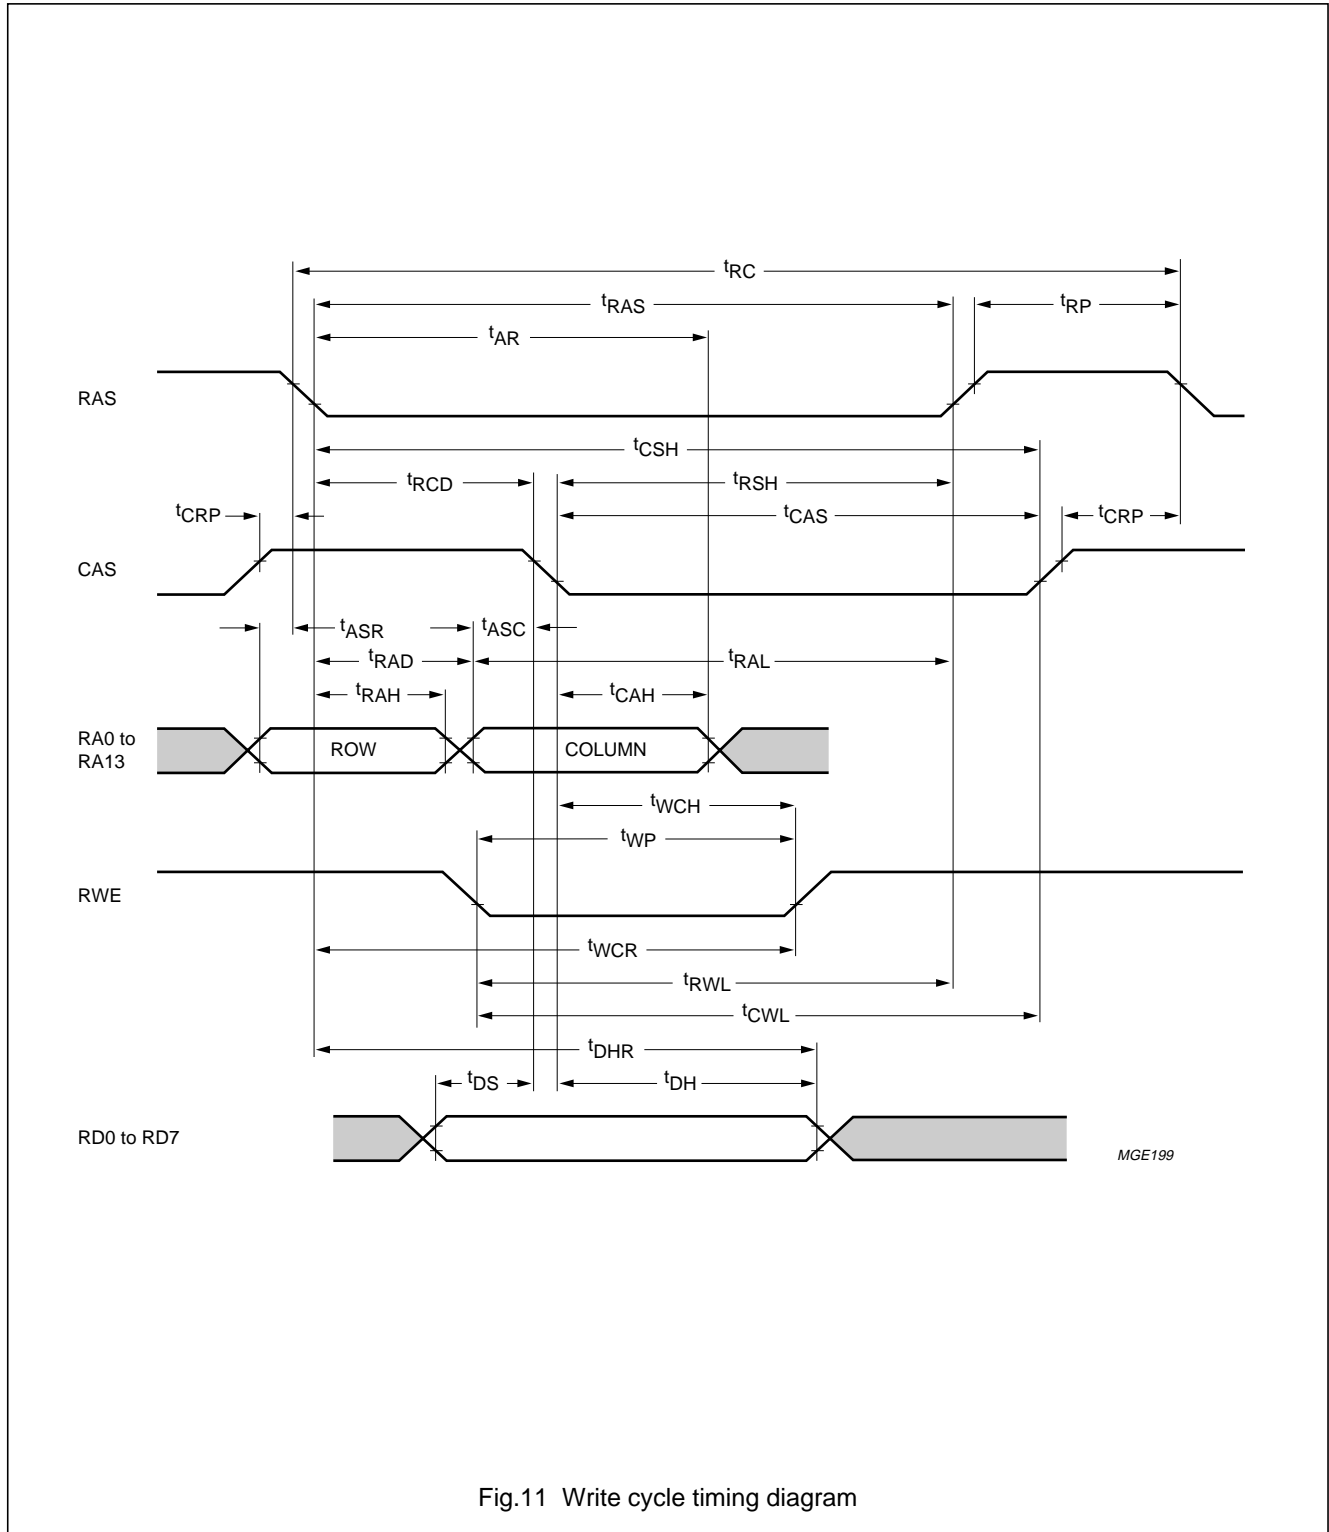 tRC
tRAS
tRP
tAR
RAS
tCSH
tRCD
tRSH
tCRP
tCAS
tCRP
CAS
tASR
tASC
tRAD
tRAL
tRAH
tCAH
RA0 to
RA13
ROW
COLUMN
tWCH
tWP
RWE
tWCR
tRWL
tCWL
tDHR
tDS
tDH
RD0 to RD7
MGE199
Fig.11 Write cycle timing diagram